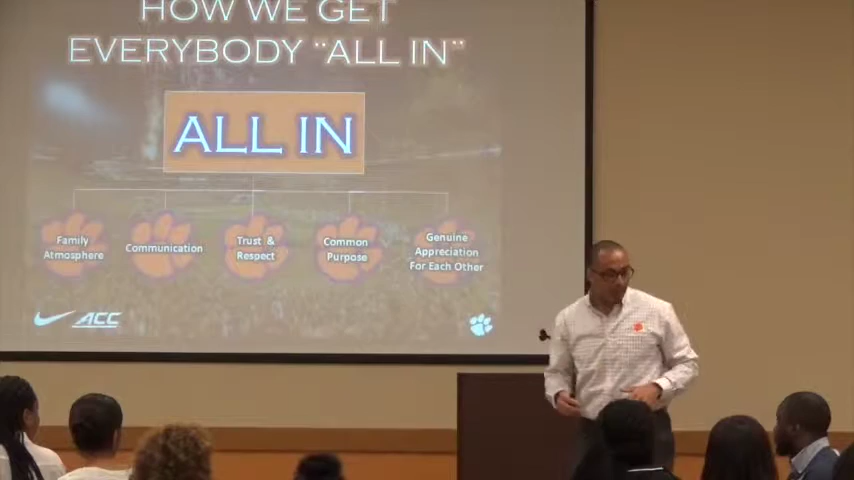 HOW WE GET
EVERYBODY "ALL IN"
ALL IN
Family
Atmosphere
Communication
Trust &
Respect
Common
Purpose
Genuine
Appreciation
For Each Other
ACC